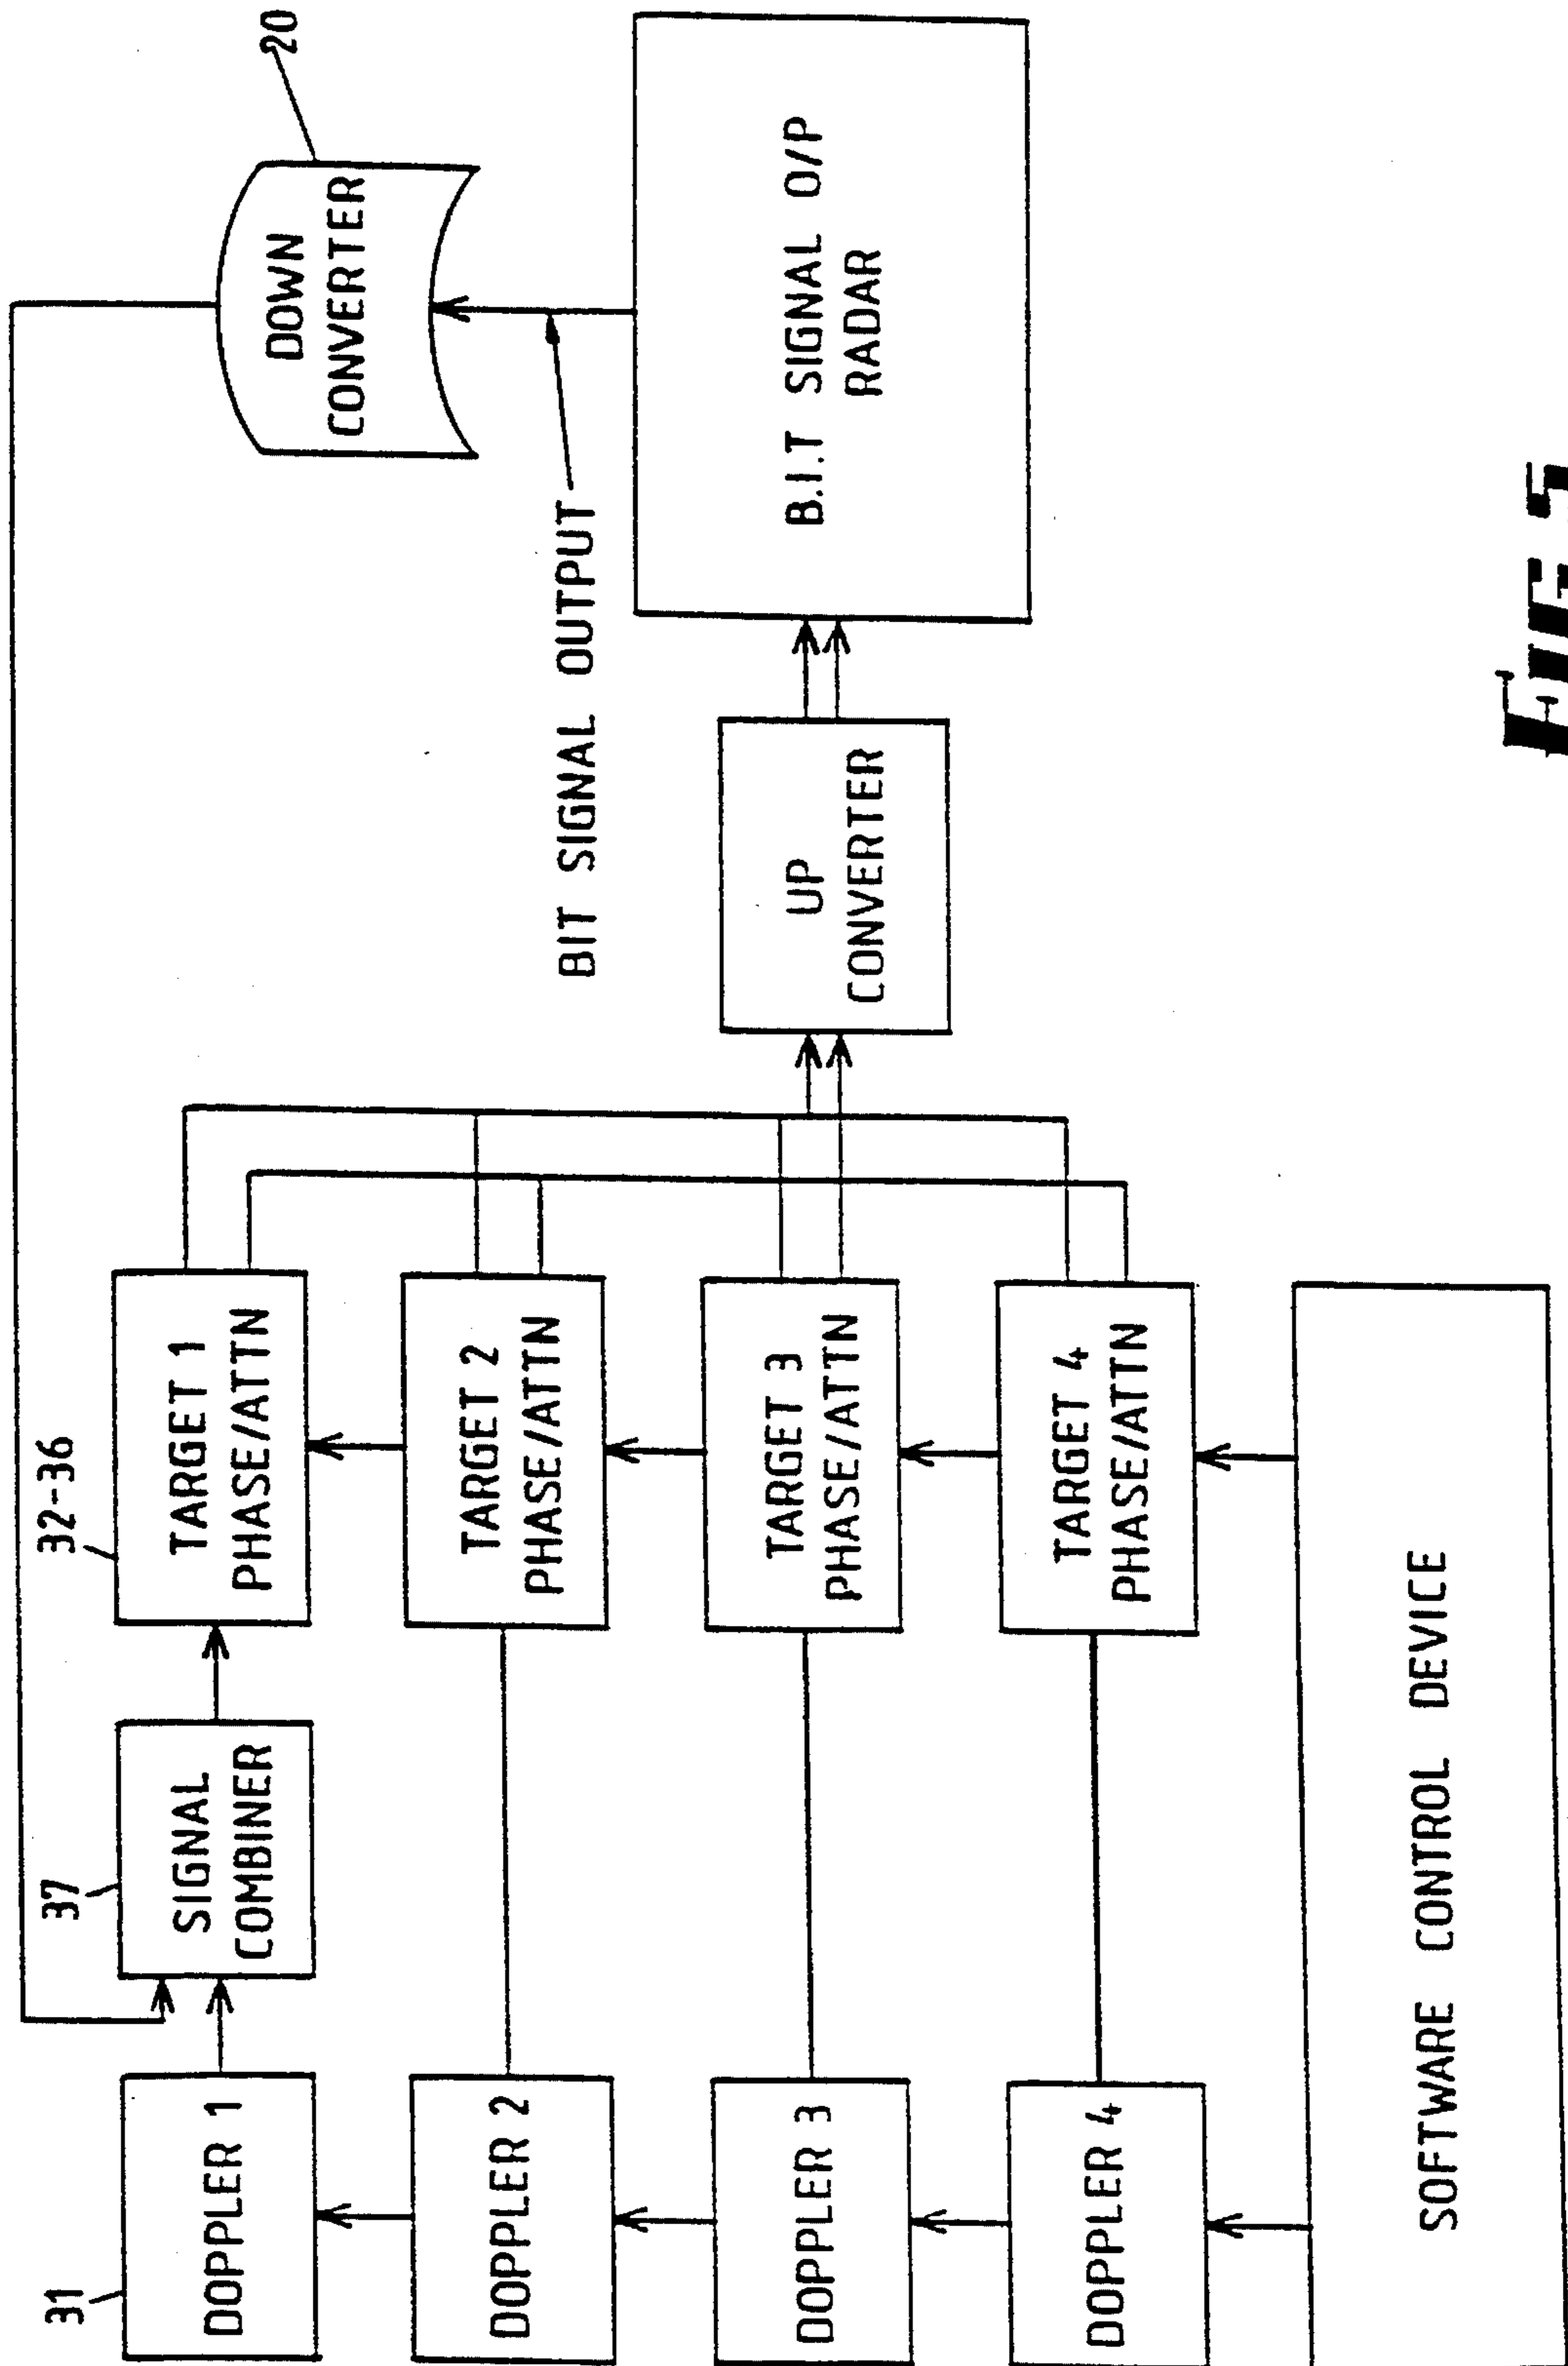 20
DOWN
CONVERTER
BIT SIGNAL OUTPUT
B.I.T SIGNAL O/P
RADAR
UP
CONVERTER
32-36
TARGET 1
PHASE/ATTN
TARGET 2
PHASE/ATTN
TARGET 3
PHASE/ATTN
TARGET 4
PHASE/ATTN
37
SIGNAL
COMBINER
31
DOPPLER 1
DOPPLER 2
DOPPLER 3
DOPPLER 4
SOFTWARE CONTROL DEVICE
FIG 5